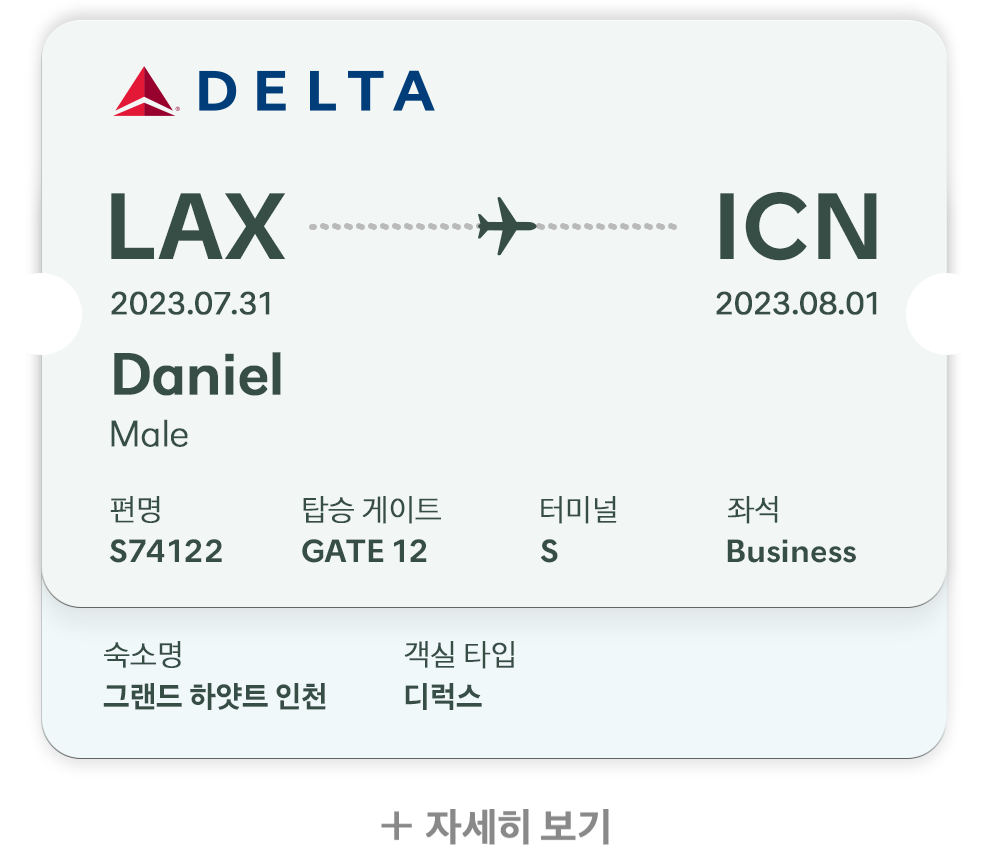 DELTA
LAX ICN
2023.07.31 2023.08.01
Daniel
Male
편명 탑승 게이트 터미널 좌석
S74122 GATE 12 S Business
숙소명 객실 타입
그랜드 하얏트 인천 디럭스
+ 자세히 보기